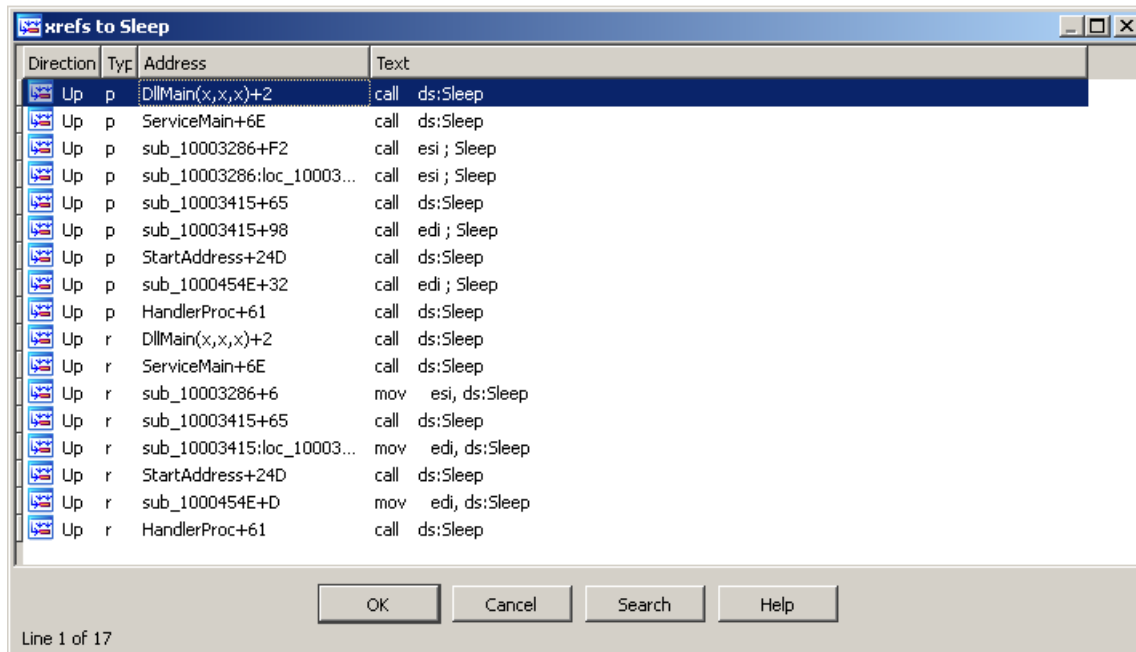 xrefs to Sleep
Direction Typ Address Text
Up p DllMain(x,x,x)+2 call ds:Sleep
Up p ServiceMain+6E call ds:Sleep
Up p sub_10003286+F2 call esi ; Sleep
Up p sub_10003286:loc_10003... call esi ; Sleep
Up p sub_10003415+65 call ds:Sleep
Up p sub_10003415+98 call edi ; Sleep
Up p StartAddress+24D call ds:Sleep
Up p sub_1000454E+32 call edi ; Sleep
Up p HandlerProc+61 call ds:Sleep
Up r DllMain(x,x,x)+2 call ds:Sleep
Up r ServiceMain+6E call ds:Sleep
Up r sub_10003286+6 mov esi, ds:Sleep
Up r sub_10003415+65 call ds:Sleep
Up r sub_10003415:loc_10003... mov edi, ds:Sleep
Up r StartAddress+24D call ds:Sleep
Up r sub_1000454E+D mov edi, ds:Sleep
Up r HandlerProc+61 call ds:Sleep
OK Cancel Search Help
Line 1 of 17